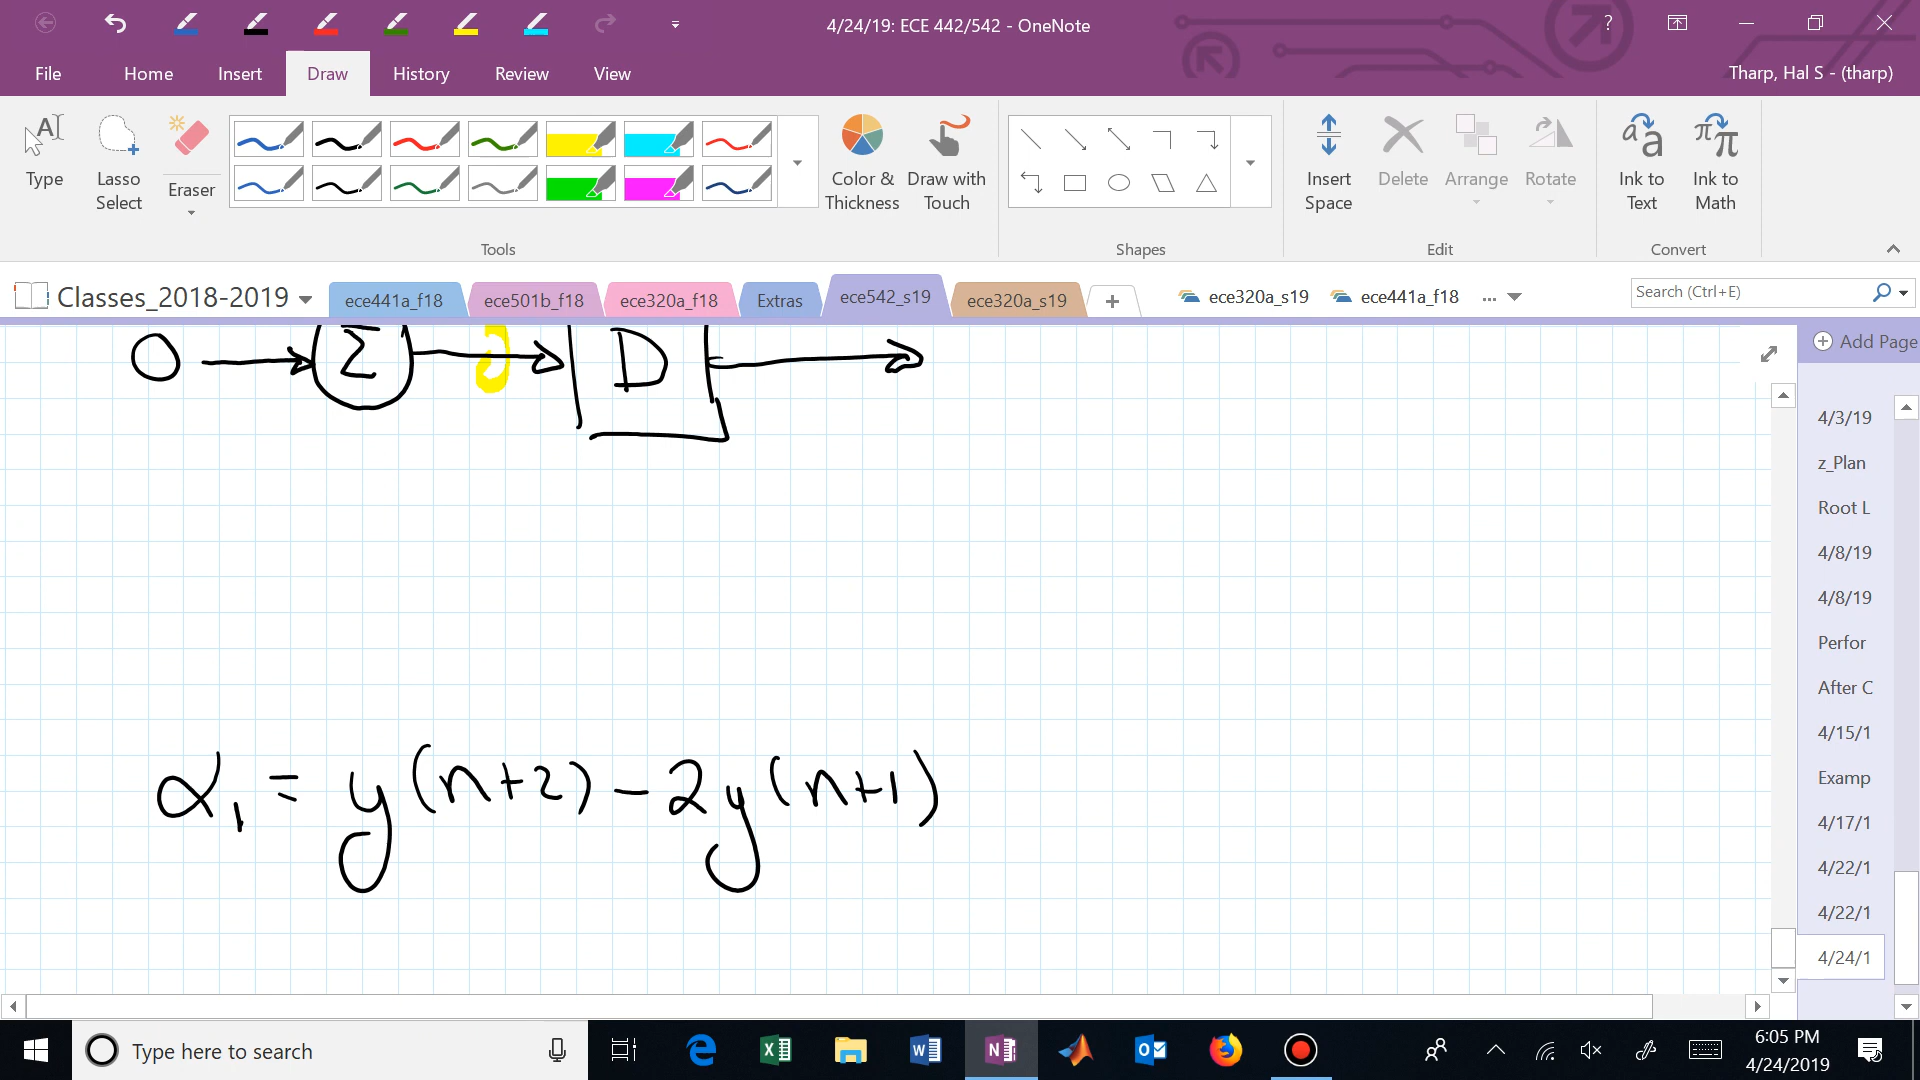 4/24/19: ECE 442/542 - OneNote
?
File
Home
Insert
Draw
History
Review
View
Tharp, Hal S - (tharp)
Type
Lasso Select
Eraser
Color & Thickness
Draw with Touch
Insert Space
Delete
Arrange
Rotate
Ink to Text
Ink to Math
Tools
Shapes
Edit
Convert
Classes_2018-2019
ece441a_f18
ece501b_f18
ece320a_f18
Extras
ece542_s19
ece320a_s19
+
ece320a_s19
ece441a_f18
...
Search (Ctrl+E)
Add Page
O → Σ → D →
α₁ = y(n+2) - 2y(n+1)
4/3/19
z_Plan
Root L
4/8/19
4/8/19
Perfor
After C
4/15/1
Examp
4/17/1
4/22/1
4/22/1
4/24/1
Type here to search
6:05 PM
4/24/2019